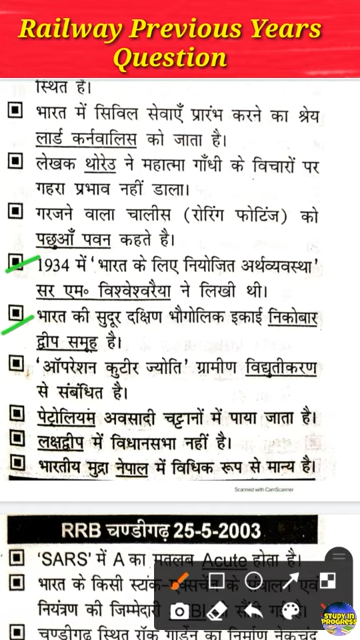 Railway Previous Years
Question
स्थित है।
भारत में सिविल सेवाएँ प्रारंभ करने का श्रेय
लार्ड कर्नवालिस को जाता है।
लेखक थोरेउ ने महात्मा गाँधी के विचारों पर
गहरा प्रभाव नहीं डाला।
गरजने वाला चालीस (रोरिंग फोर्टिज) को
पछुआँ पवन कहते है।
1934 में 'भारत के लिए नियोजित अर्थव्यवस्था'
सर एम० विश्वेश्वरैया ने लिखी थी।
भारत की सुदूर दक्षिण भौगोलिक इकाई निकोबार
द्वीप समूह है।
'ऑपरेशन कुटीर ज्योति' ग्रामीण विद्युतीकरण
से संबंधित है।
पेट्रोलियम अवसादी चट्टानों में पाया जाता है।
लक्षद्वीप में विधानसभा नहीं है।
भारतीय मुद्रा नेपाल में विधिक रूप से मान्य है।
Scanned with CamScanner
RRB चण्डीगढ़ 25-5-2003
'SARS' में A का मतलब Acute होता है।
भारत के किसी स्टॉक एवं
नियंत्रण की जिम्मेदारी
चण्डीगढ़ स्थित रॉक गार्डन का निर्माण नेकचंद
STUDY IN
PROGRESS